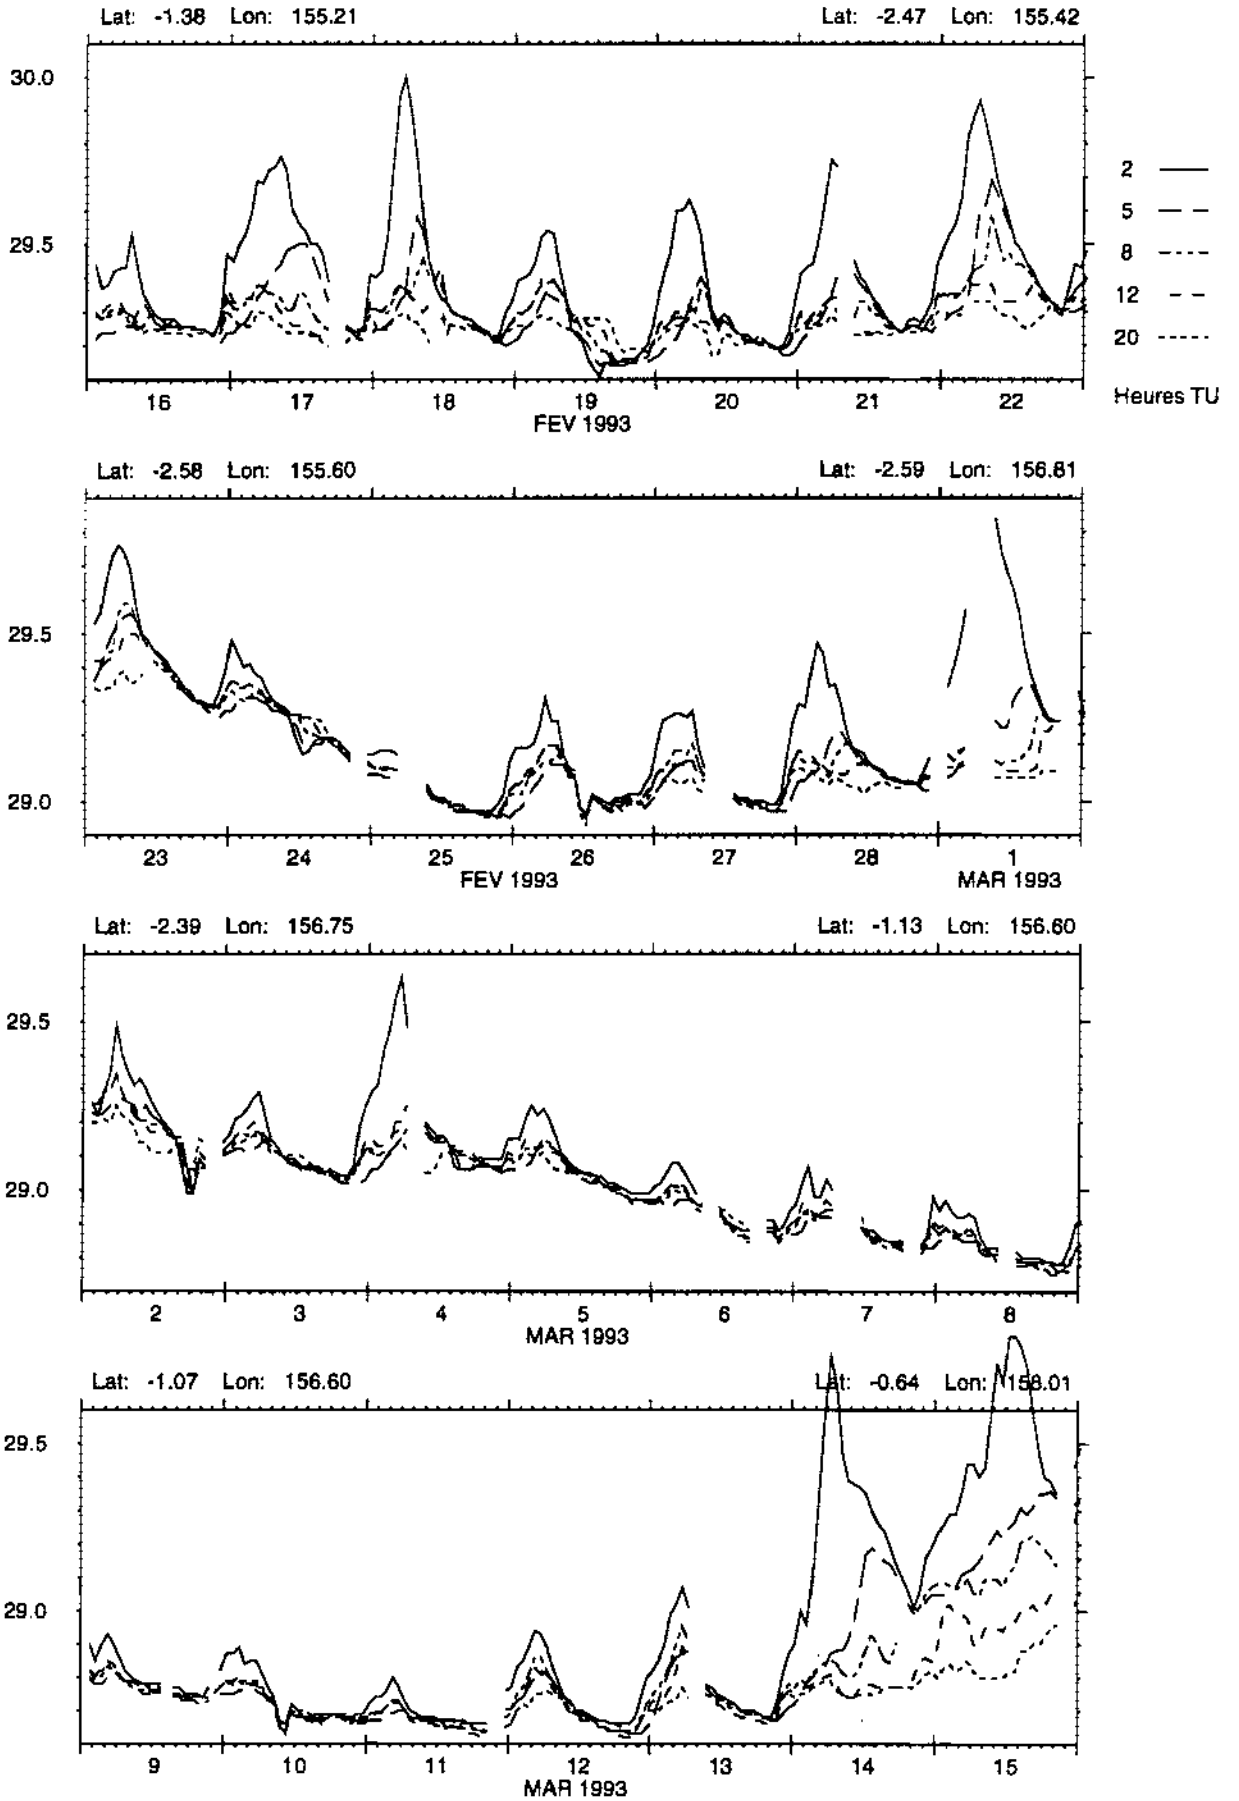 Lat: -1.38 Lon: 155.21 Lat: -2.47 Lon: 155.42
30.0
29.5
2
5
8
12
20
Heures TU
16 17 18 19 20 21 22
FEV 1993
Lat: -2.58 Lon: 155.60 Lat: -2.59 Lon: 156.81
29.5
29.0
23 24 25 26 27 28 1
FEV 1993 MAR 1993
Lat: -2.39 Lon: 156.75 Lat: -1.13 Lon: 156.60
29.5
29.0
2 3 4 5 6 7 8
MAR 1993
Lat: -1.07 Lon: 156.60 Lat: -0.64 Lon: 158.01
29.5
29.0
9 10 11 12 13 14 15
MAR 1993